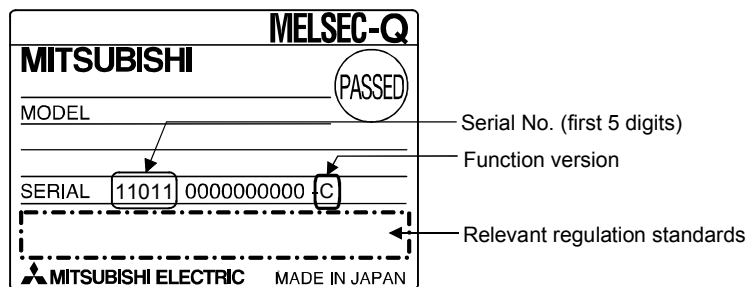 MELSEC-Q
MITSUBISHI
PASSED
MODEL
Serial No. (first 5 digits)
Function version
SERIAL 11011 0000000000 -C
Relevant regulation standards
MITSUBISHI ELECTRIC MADE IN JAPAN